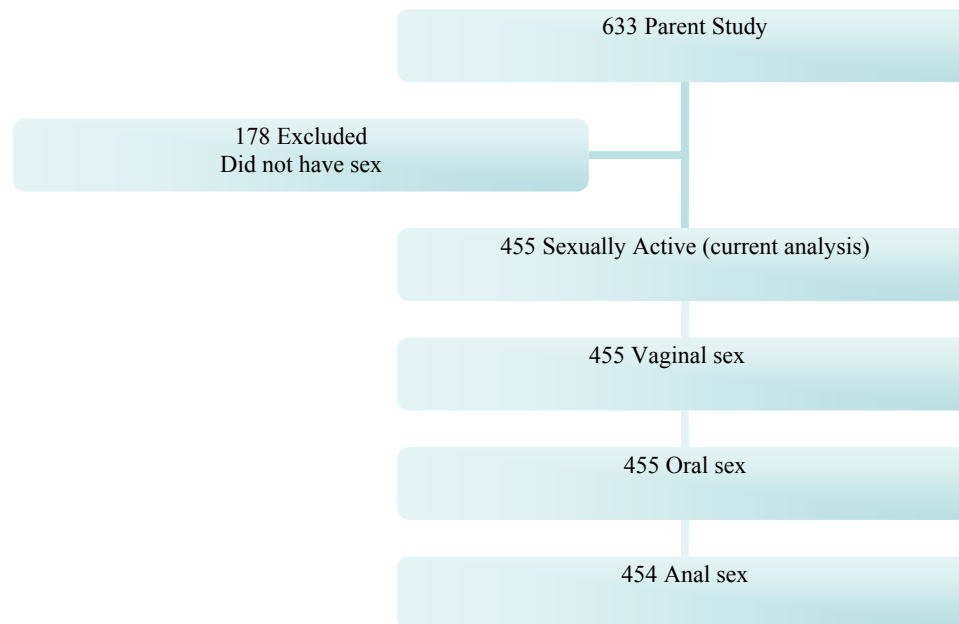 633 Parent Study
178 Excluded
Did not have sex
455 Sexually Active (current analysis)
455 Vaginal sex
455 Oral sex
454 Anal sex